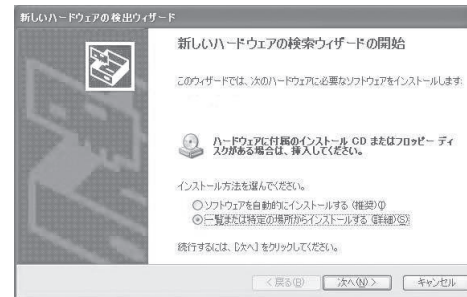 新しいハードウェアの検出ウィザード
新しいハードウェアの検索ウィザードの開始
このウィザードでは、次のハードウェアに必要なソフトウェアをインストールします:
ハードウェアに付属のインストール CD またはフロッピー ディ
スクがある場合は、挿入してください。
インストール方法を選んでください。
ソフトウェアを自動的にインストールする (推奨)(I)
一覧または特定の場所からインストールする (詳細)(S)
続行するには、[次へ] をクリックしてください。
< 戻る(B) 次へ(N) > キャンセル